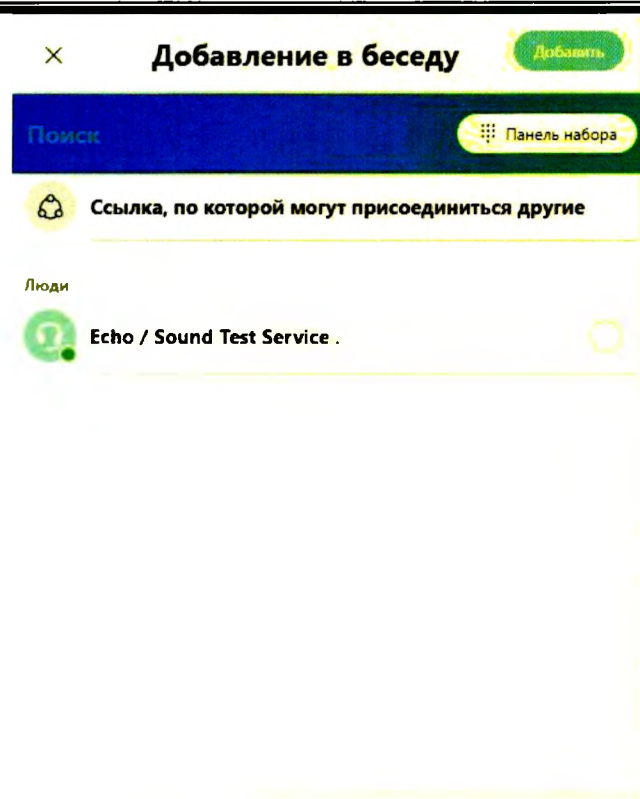 Добавление в беседу
Добавить
Поиск
Панель набора
Ссылка, по которой могут присоединиться другие
Люди
Echo / Sound Test Service .